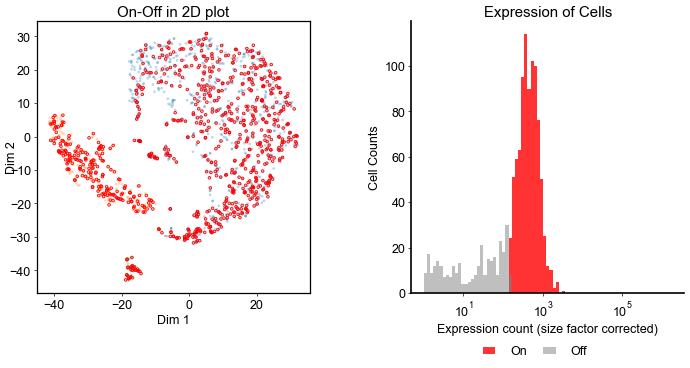 On-Off in 2D plot
Dim 2
30
20
10
0
−10
−20
−30
−40
−40 −20 0 20
Dim 1
Expression of Cells
Cell Counts
100
80
60
40
20
0
10^1 10^3 10^5
Expression count (size factor corrected)
On Off